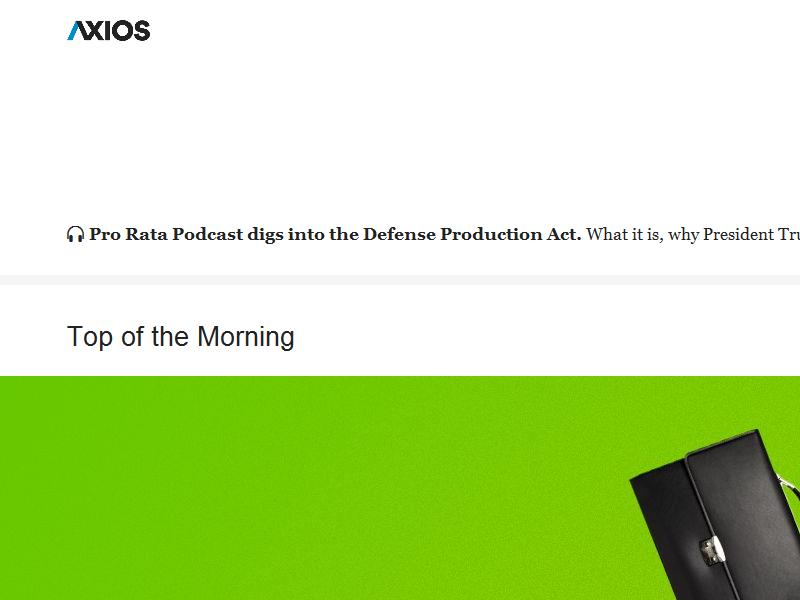 AXIOS
Pro Rata Podcast digs into the Defense Production Act. What it is, why President
Top of the Morning